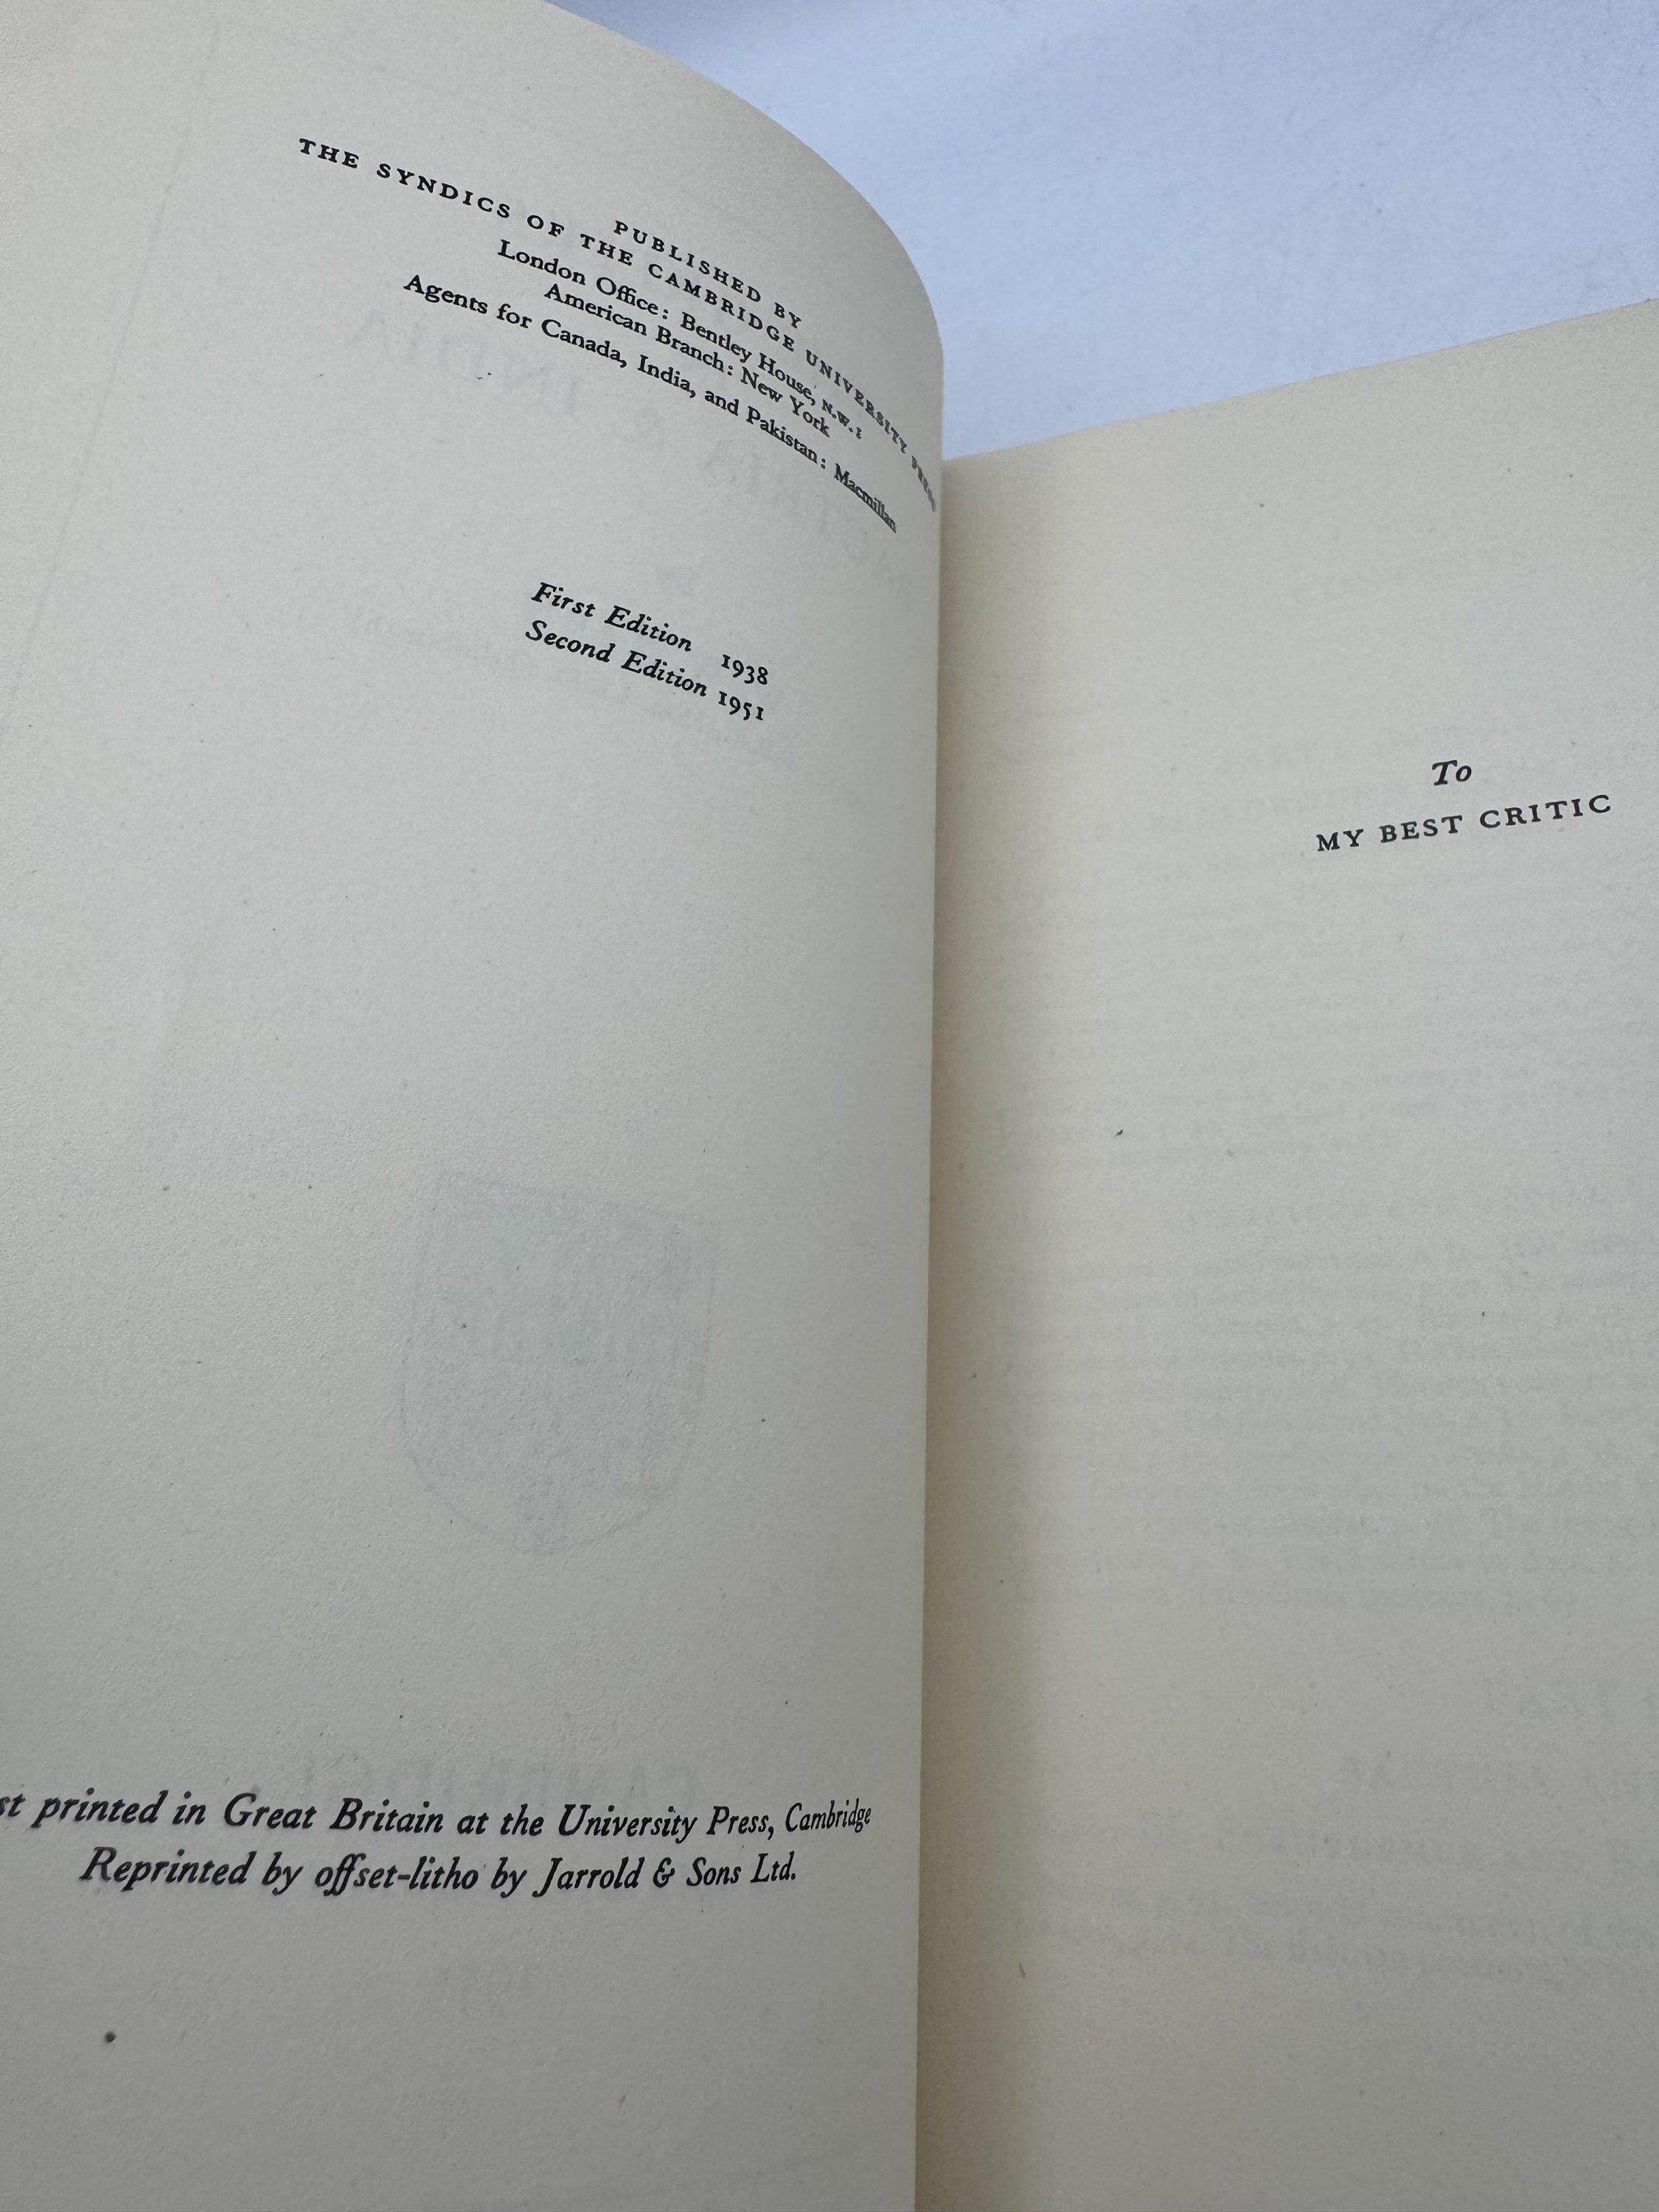 PUBLISHED BY
THE SYNDICS OF THE CAMBRIDGE UNIVERSITY PRESS
London Office: Bentley House, N.W.1
American Branch: New York
Agents for Canada, India, and Pakistan: Macmillan
First Edition 1938
Second Edition 1951
st printed in Great Britain at the University Press, Cambridge
Reprinted by offset-litho by Jarrold & Sons Ltd.
To
MY BEST CRITIC